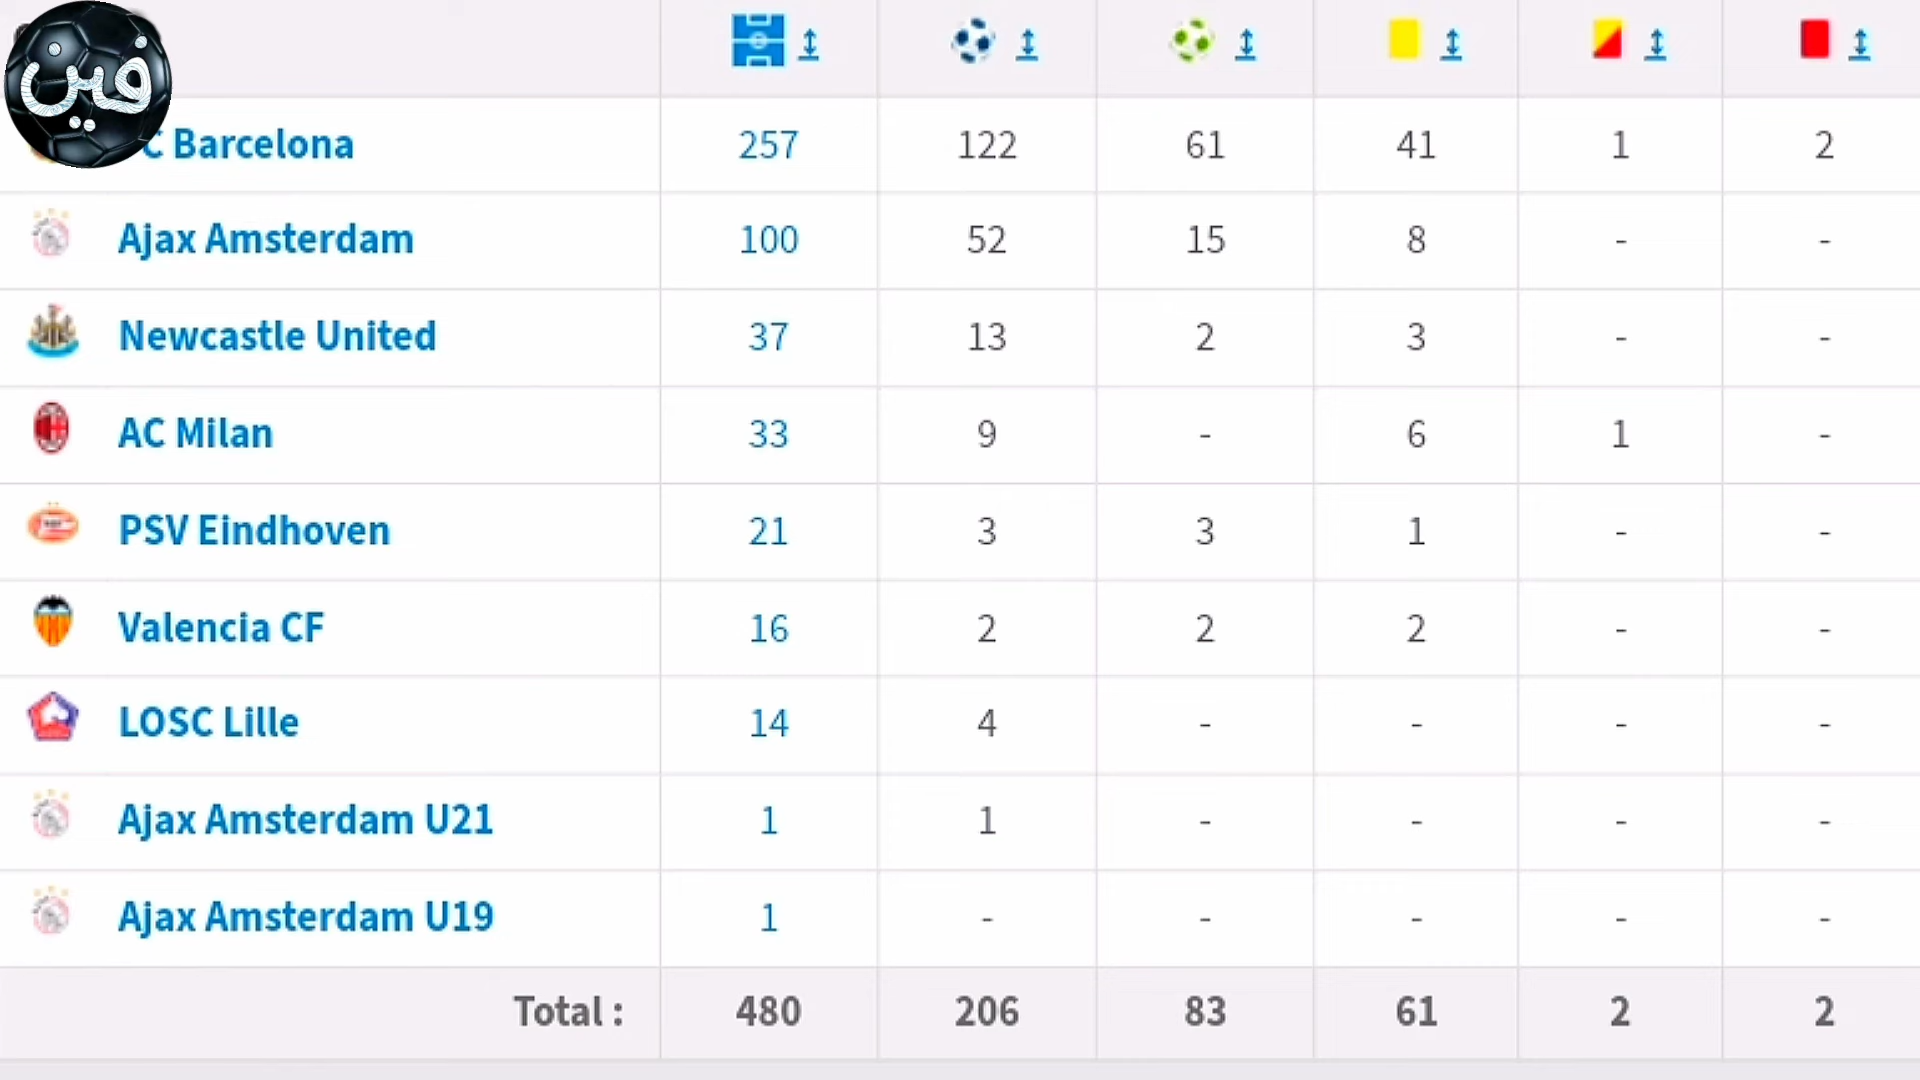 فين
C Barcelona 257 122 61 41 1 2
Ajax Amsterdam 100 52 15 8 - -
Newcastle United 37 13 2 3 - -
AC Milan 33 9 - 6 1 -
PSV Eindhoven 21 3 3 1 - -
Valencia CF 16 2 2 2 - -
LOSC Lille 14 4 - - - -
Ajax Amsterdam U21 1 1 - - - -
Ajax Amsterdam U19 1 - - - - -
Total : 480 206 83 61 2 2